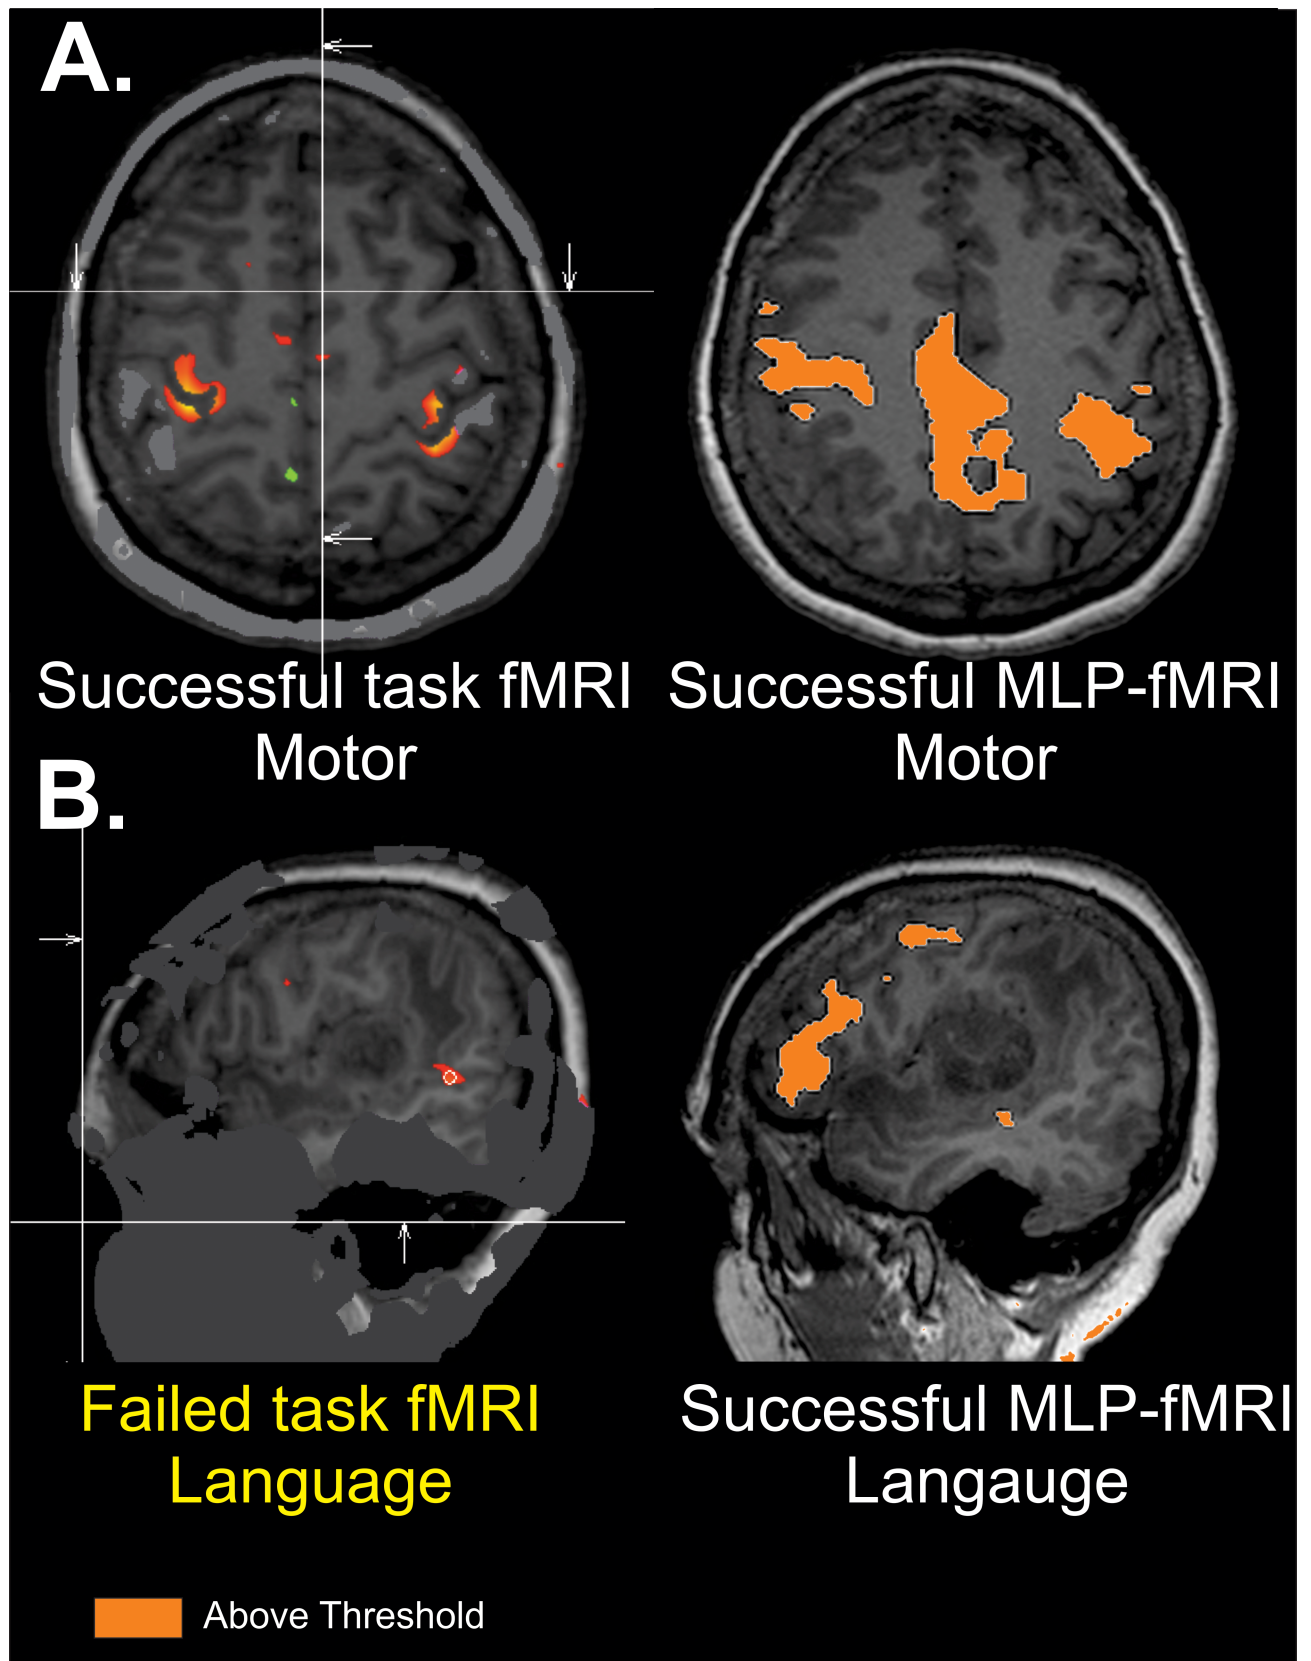 A.
Successful task fMRI
Motor
Successful MLP-fMRI
Motor
B.
Failed task fMRI
Language
Successful MLP-fMRI
Langauge
Above Threshold